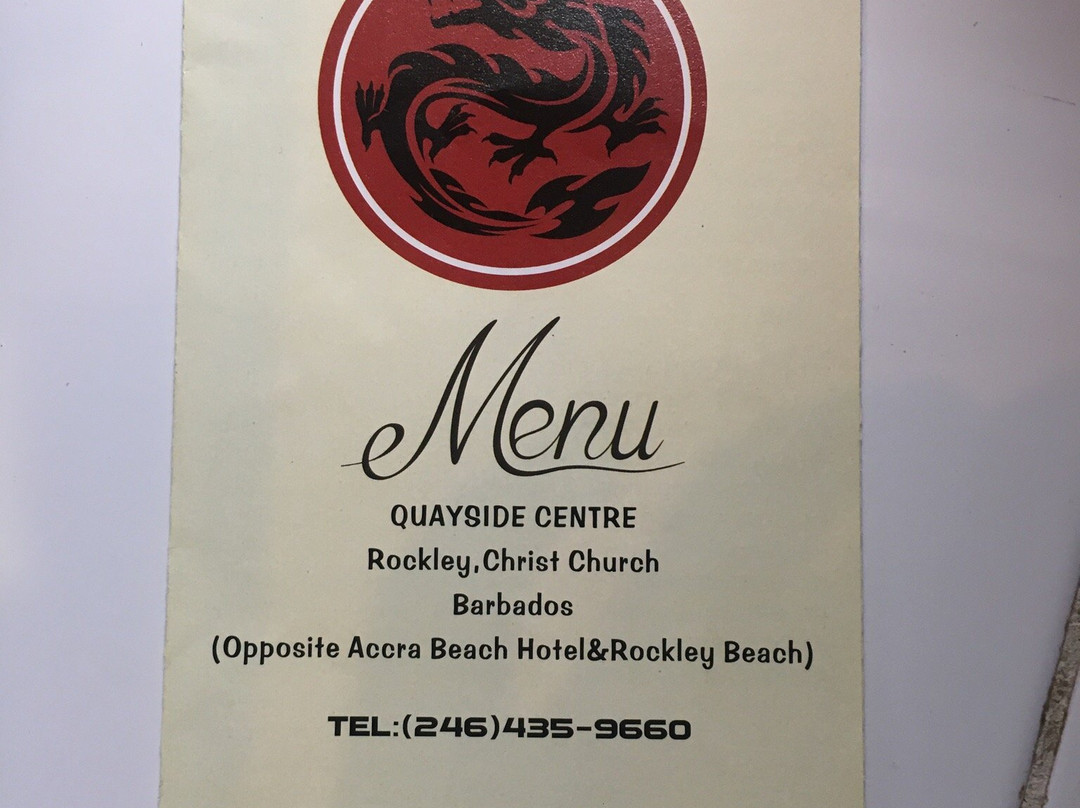 Menu
QUAYSIDE CENTRE
Rockley,Christ Church
Barbados
(Opposite Accra Beach Hotel&Rockley Beach)
TEL:(246)435-9660